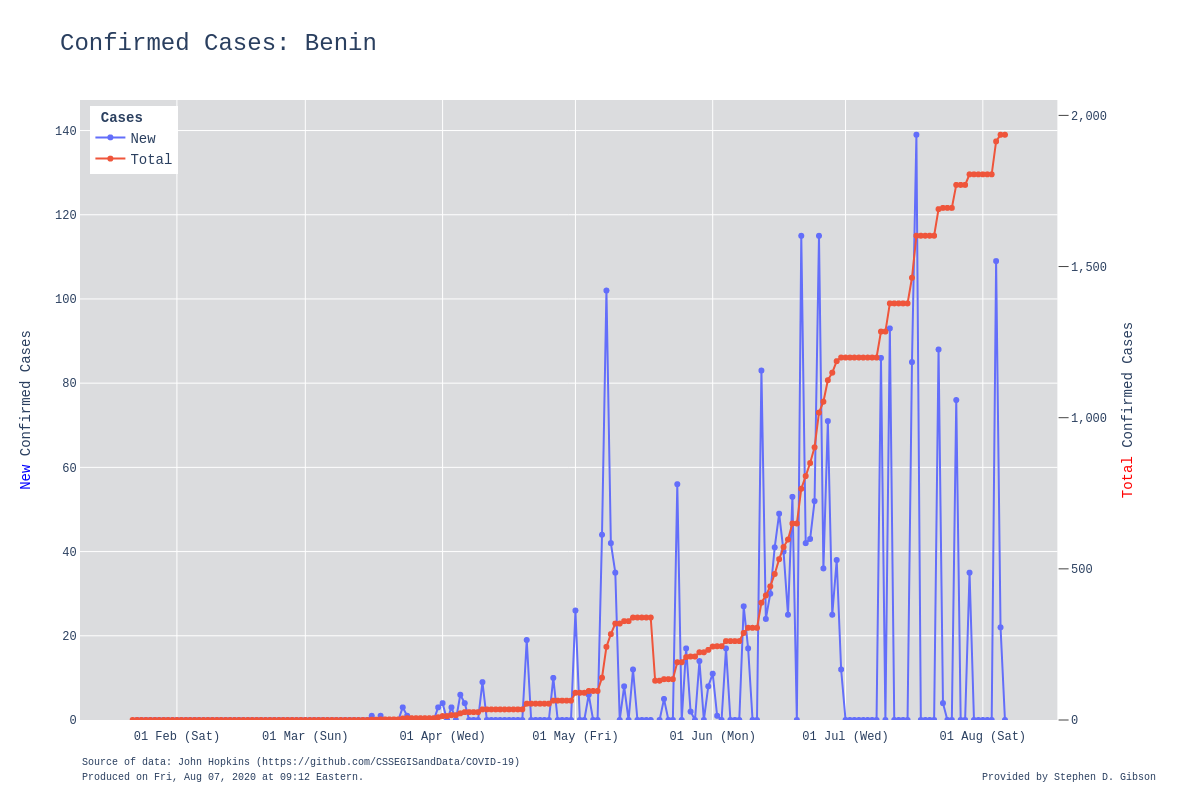 Confirmed Cases: Benin
Cases
New
Total
140
120
100
80
60
40
20
0
2,000
1,500
1,000
500
0
New Confirmed Cases
Total Confirmed Cases
01 Feb (Sat)
01 Mar (Sun)
01 Apr (Wed)
01 May (Fri)
01 Jun (Mon)
01 Jul (Wed)
01 Aug (Sat)
Source of data: John Hopkins (https://github.com/CSSEGISandData/COVID-19)
Produced on Fri, Aug 07, 2020 at 09:12 Eastern.
Provided by Stephen D. Gibson